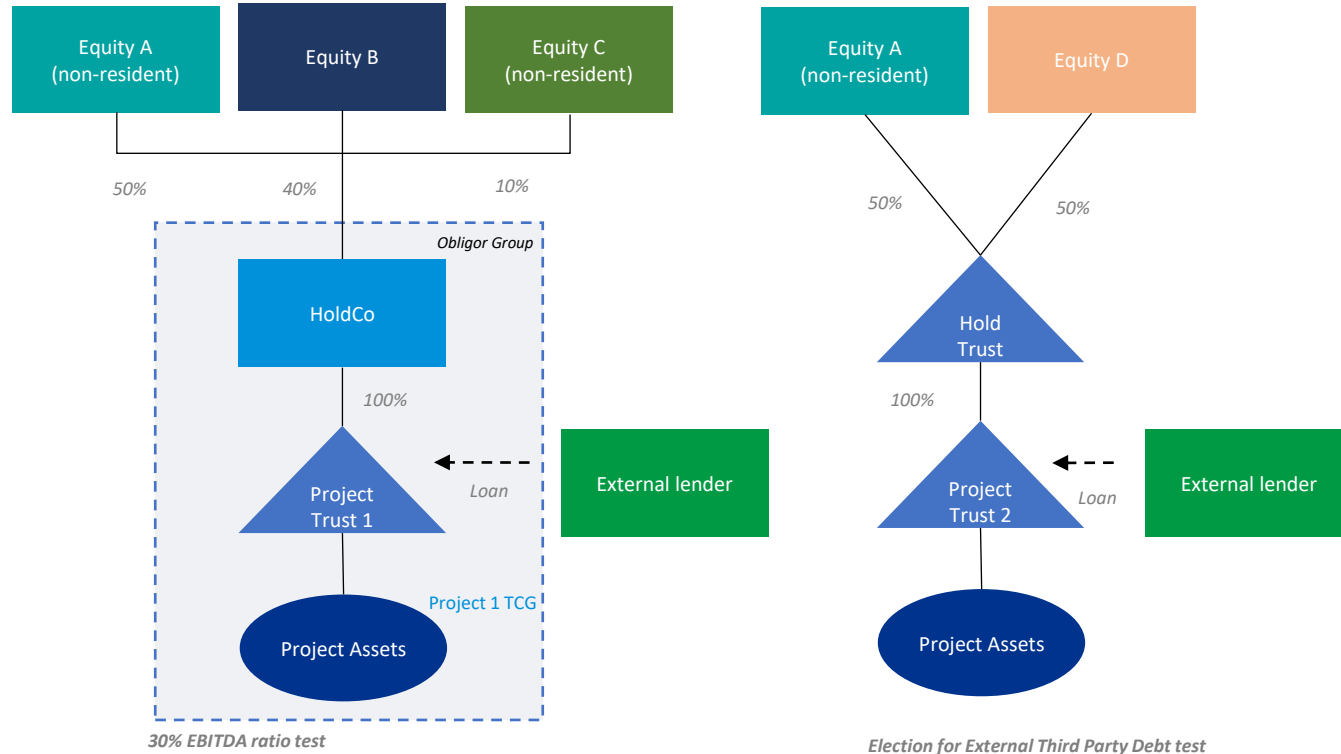 Equity A
(non-resident)
Equity B
Equity C
(non-resident)
Equity A
(non-resident)
Equity D
50%
40%
10%
50%
50%
Obligor Group
HoldCo
Hold
Trust
100%
100%
Project
Trust 1
Loan
External lender
Project
Trust 2
Loan
External lender
Project 1 TCG
Project Assets
Project Assets
30% EBITDA ratio test
Election for External Third Party Debt test